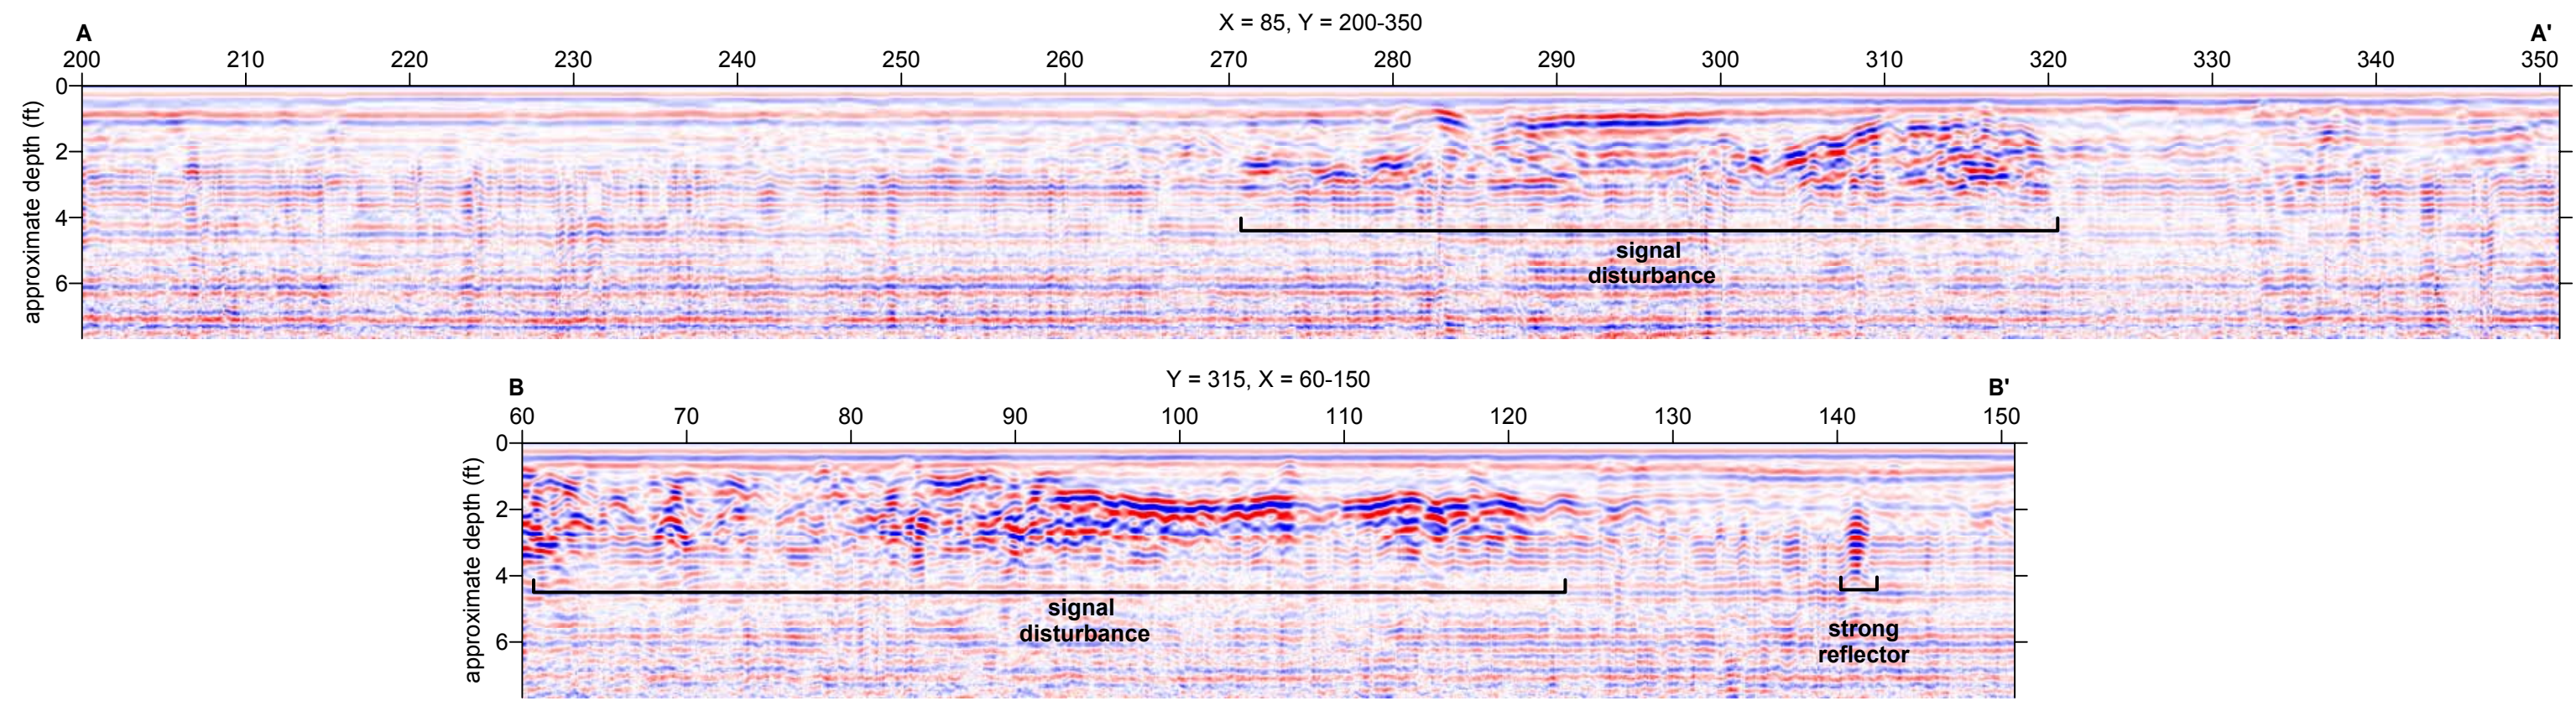 X = 85, Y = 200-350
A A'
200 210 220 230 240 250 260 270 280 290 300 310 320 330 340 350
0
2
4
6
approximate depth (ft)
signal
disturbance
Y = 315, X = 60-150
B B'
60 70 80 90 100 110 120 130 140 150
0
2
4
6
approximate depth (ft)
signal
disturbance
strong
reflector